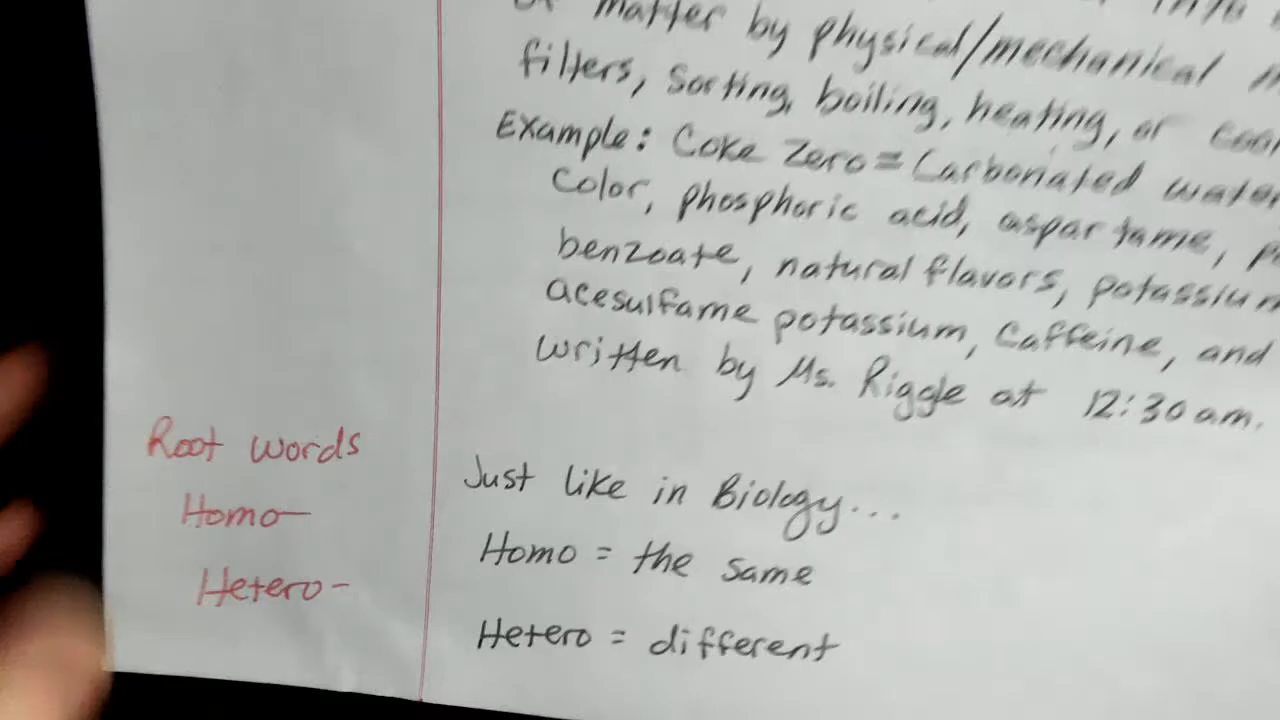 matter by physical/mechanical
filters, sorting, boiling, heating, or
Example: Coke Zero = Carbonated
color, phosphoric acid, aspartame,
benzoate, natural flavors,
acesulfame potassium, caffeine, and
written by Ms. Riggle at 12:30 am.
Root Words
Just like in Biology...
Homo-
Homo = the same
Hetero-
Hetero = different